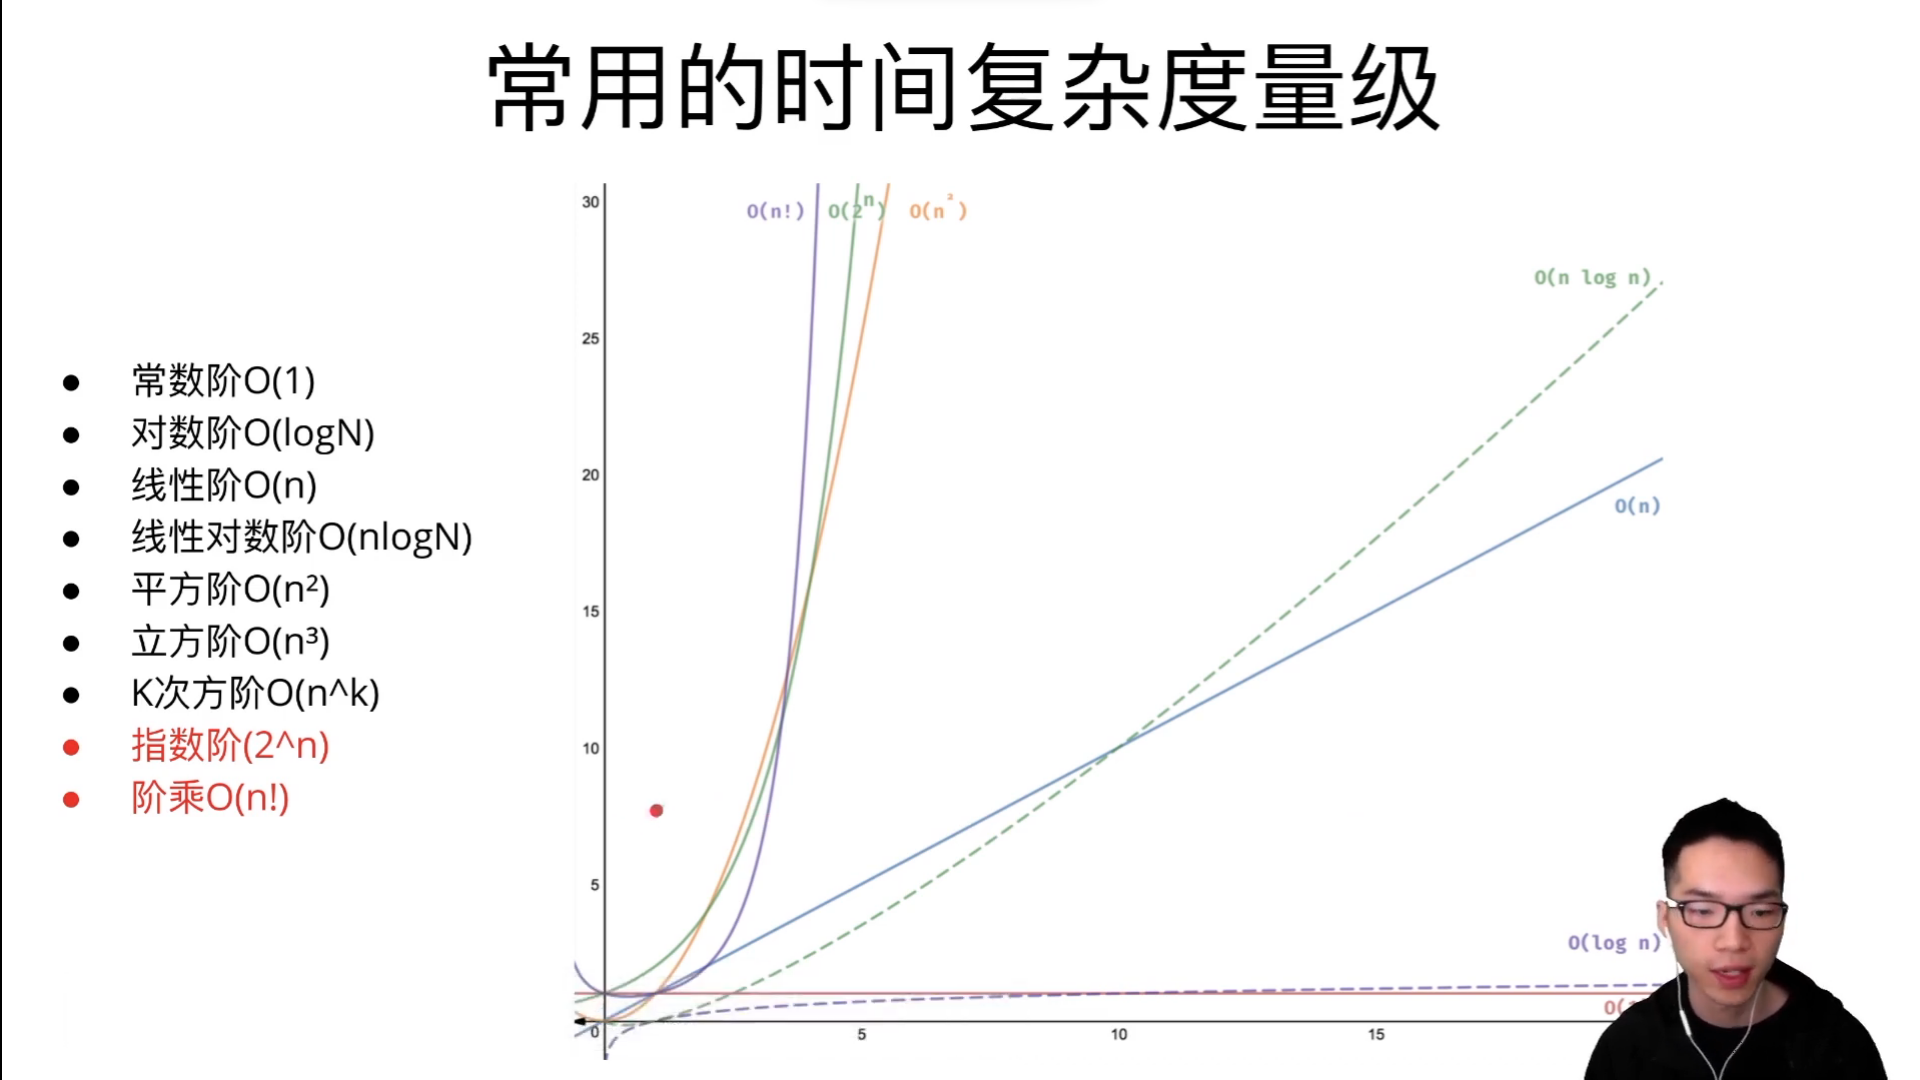 常用的时间复杂度量级
常数阶O(1)
对数阶O(logN)
线性阶O(n)
线性对数阶O(nlogN)
平方阶O(n²)
立方阶O(n³)
K次方阶O(n^k)
指数阶(2^n)
阶乘O(n!)
30
O(n!)
O(2ⁿ)
O(n²)
O(n log n)
25
20
O(n)
15
10
5
O(log n)
O(
0
5
10
15